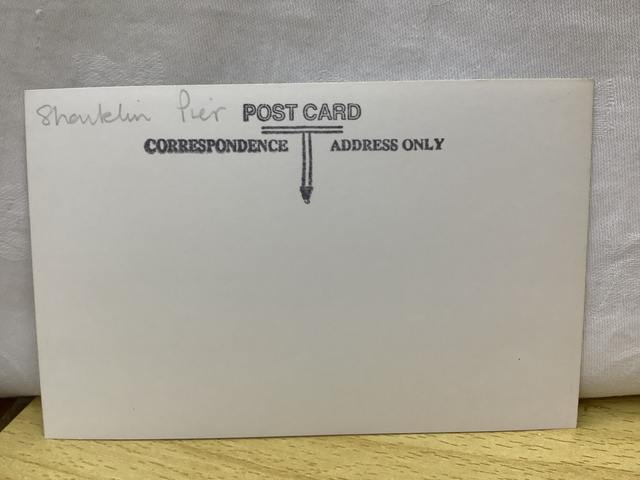 Shanklin Pier POST CARD
CORRESPONDENCE ADDRESS ONLY